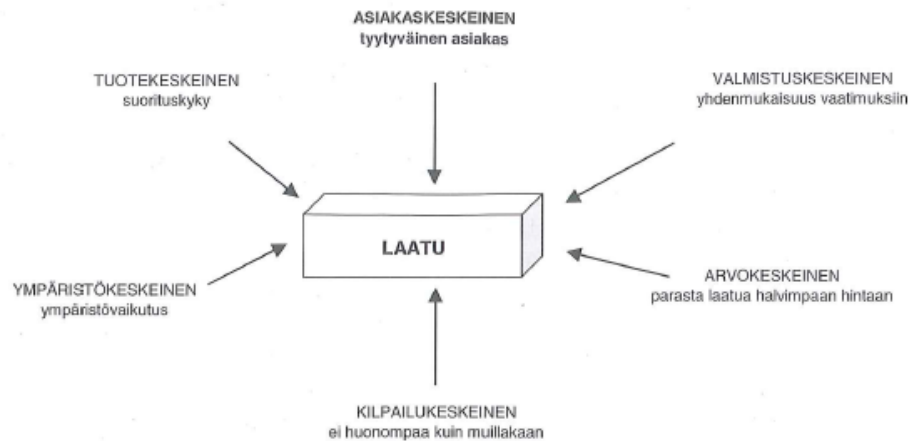 ASIAKASKESKEINEN
tyytyväinen asiakas
TUOTEKESKEINEN
suorituskyky
VALMISTUSKESKEINEN
yhdenmukaisuus vaatimuksiin
LAATU
YMPÄRISTÖKESKEINEN
ympäristövaikutus
ARVOKESKEINEN
parasta laatua halvimpaan hintaan
KILPAILUKESKEINEN
ei huonompaa kuin muillakaan